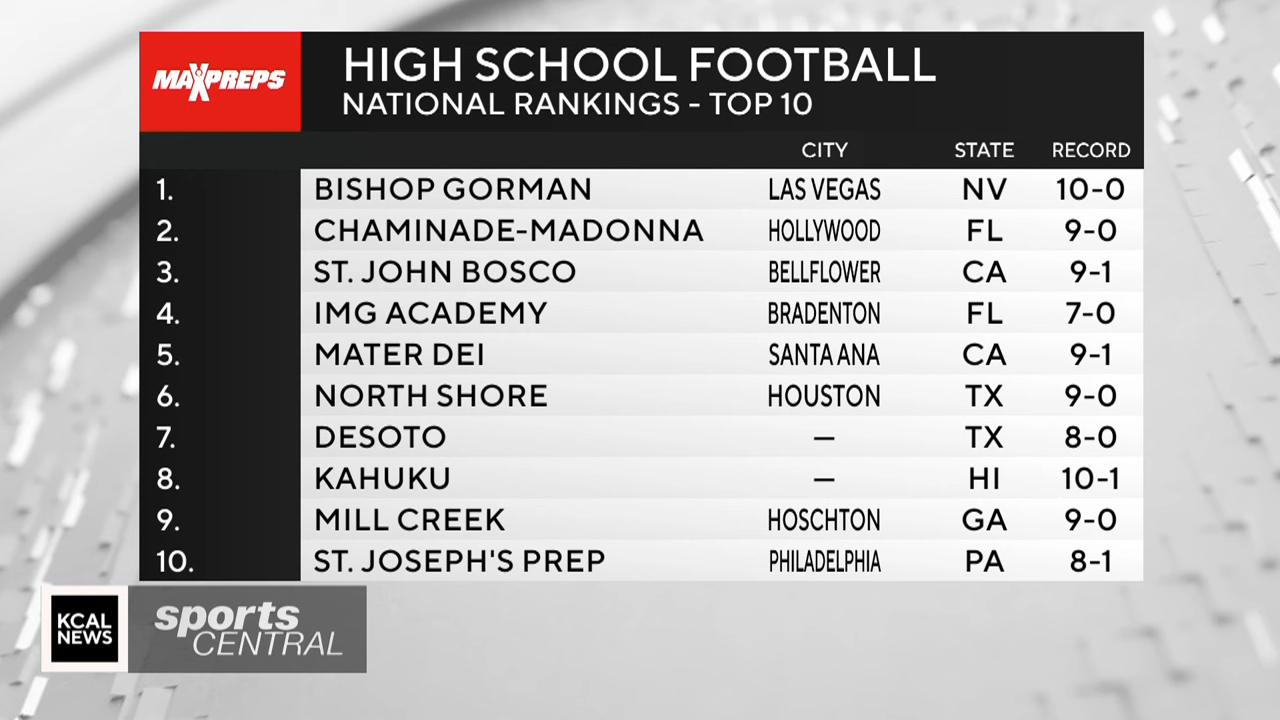 MAXPREPS
HIGH SCHOOL FOOTBALL
NATIONAL RANKINGS - TOP 10
CITY STATE RECORD
1. BISHOP GORMAN LAS VEGAS NV 10-0
2. CHAMINADE-MADONNA HOLLYWOOD FL 9-0
3. ST. JOHN BOSCO BELLFLOWER CA 9-1
4. IMG ACADEMY BRADENTON FL 7-0
5. MATER DEI SANTA ANA CA 9-1
6. NORTH SHORE HOUSTON TX 9-0
7. DESOTO – TX 8-0
8. KAHUKU – HI 10-1
9. MILL CREEK HOSCHTON GA 9-0
10. ST. JOSEPH'S PREP PHILADELPHIA PA 8-1
KCAL
NEWS
sports
CENTRAL